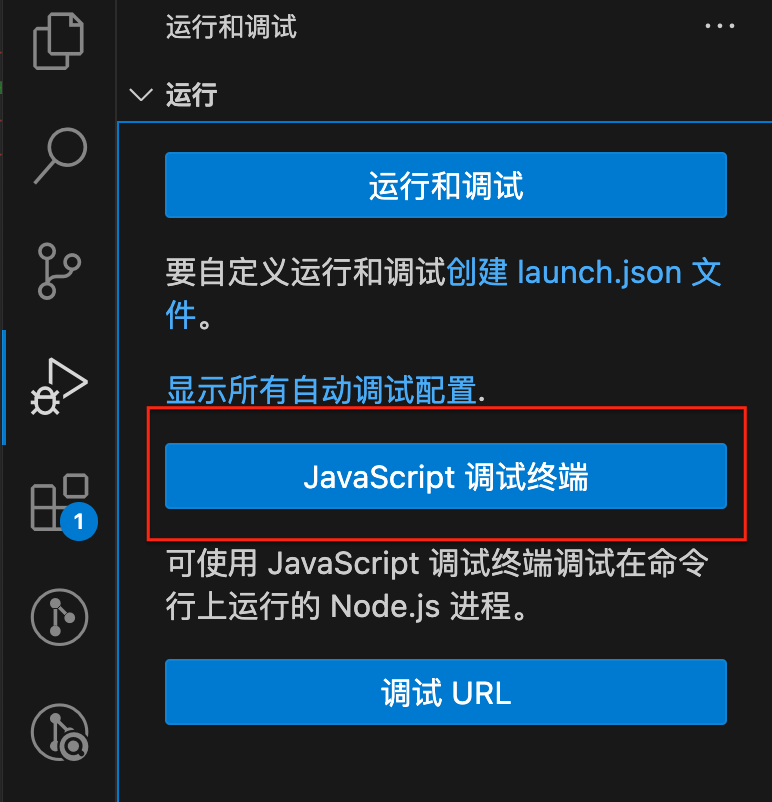 运行和调试
运行
运行和调试
要自定义运行和调试创建 launch.json 文
件。
显示所有自动调试配置.
JavaScript 调试终端
可使用 JavaScript 调试终端调试在命令
行上运行的 Node.js 进程。
1
调试 URL